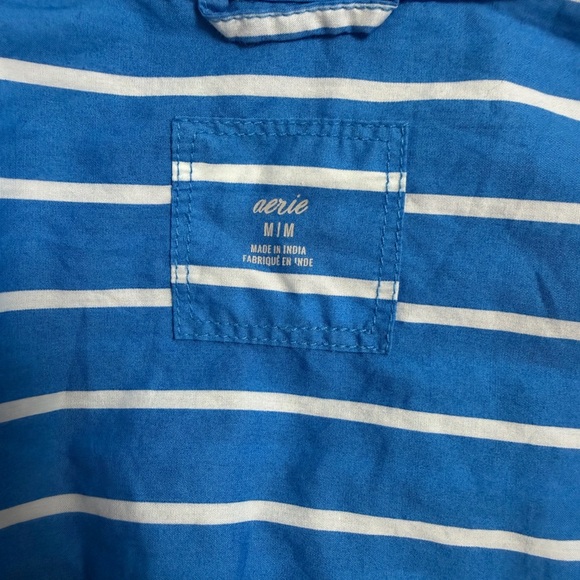 aerie
M|M
MADE IN INDIA
FABRIQUÉ EN INDE